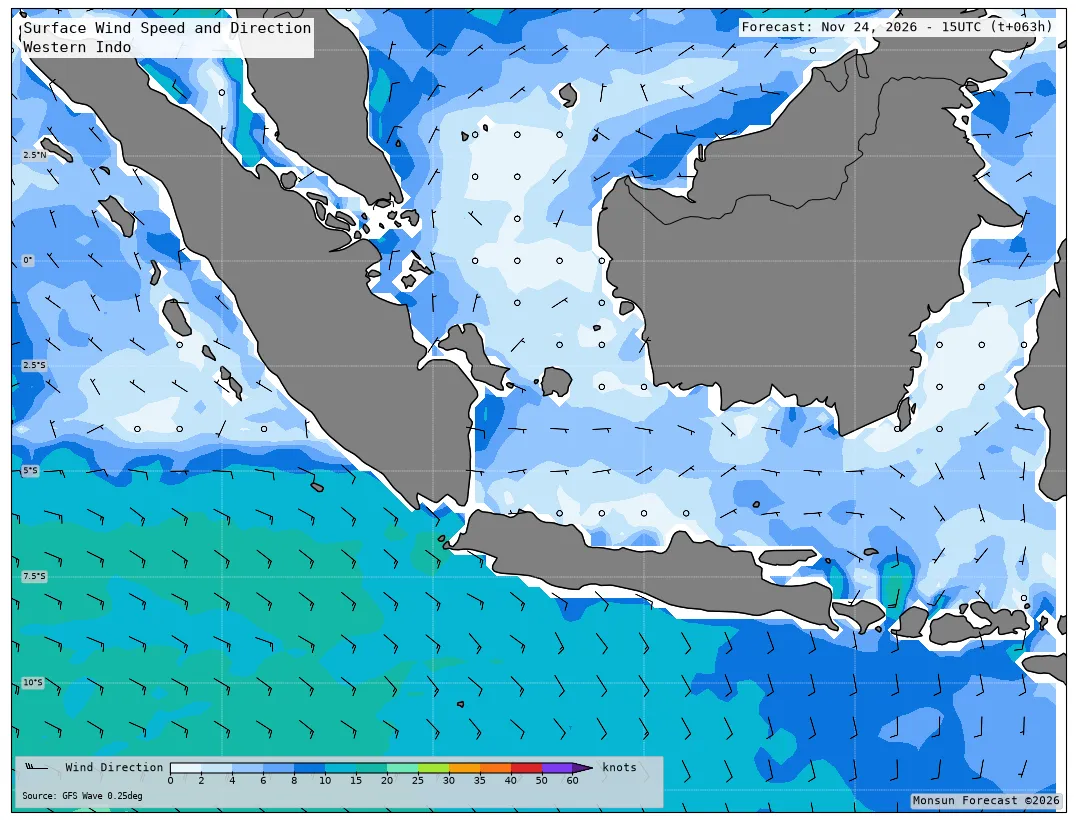 Surface Wind Speed and Direction
Western Indo
Forecast: Nov 24, 2026 - 15UTC (t+063h)
2.5°N
0°
2.5°S
5°S
7.5°S
10°S
Wind Direction
0 2 4 6 8 10 15 20 25 30 35 40 50 60
knots
Source: GFS Wave 0.25deg
Monsun Forecast ©2026